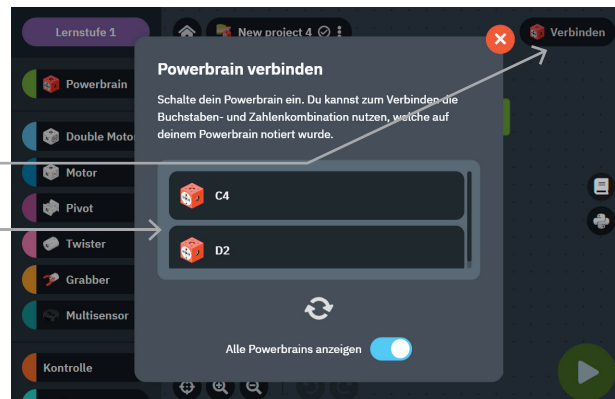 Lernstufe 1
New project 4
Verbinden
Powerbrain verbinden
Schalte dein Powerbrain ein. Du kannst zum Verbinden die
Buchstaben- und Zahlenkombination nutzen, welche auf
deinem Powerbrain notiert wurde.
C4
D2
Alle Powerbrains anzeigen
Powerbrain
Double Moto
Motor
Pivot
Twister
Grabber
Multisensor
Kontrolle